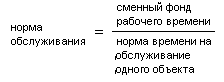 норма
обслуживания
=
сменный фонд
рабочего времени
норма времени на
обслуживание
одного объекта